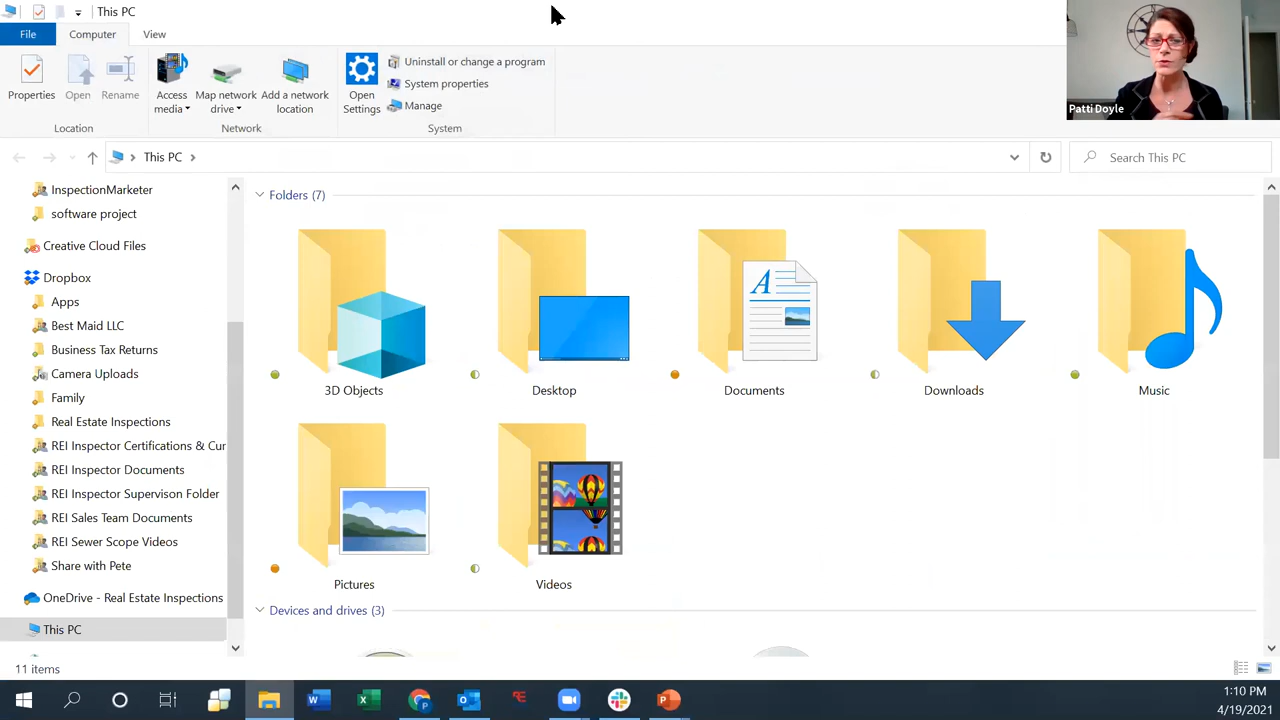 This PC
File
Computer
View
Properties
Open
Rename
Access media
Map network drive
Add a network location
Open Settings
Uninstall or change a program
System properties
Manage
Location
Network
System
This PC
Search This PC
Patti Doyle
InspectionMarketer
software project
Creative Cloud Files
Dropbox
Apps
Best Maid LLC
Business Tax Returns
Camera Uploads
Family
Real Estate Inspections
REI Inspector Certifications & Cur
REI Inspector Documents
REI Inspector Supervison Folder
REI Sales Team Documents
REI Sewer Scope Videos
Share with Pete
OneDrive - Real Estate Inspections
This PC
Folders (7)
3D Objects
Desktop
Documents
Downloads
Music
Pictures
Videos
Devices and drives (3)
11 items
1:10 PM
4/19/2021